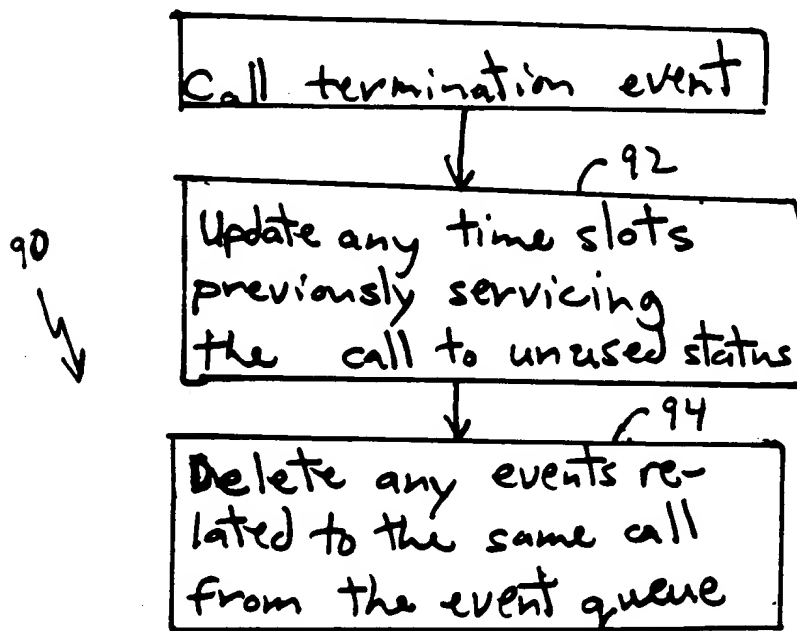 Call termination event
92
Update any time slots
previously servicing
the call to unused status
90
94
Delete any events re-
lated to the same call
from the event queue